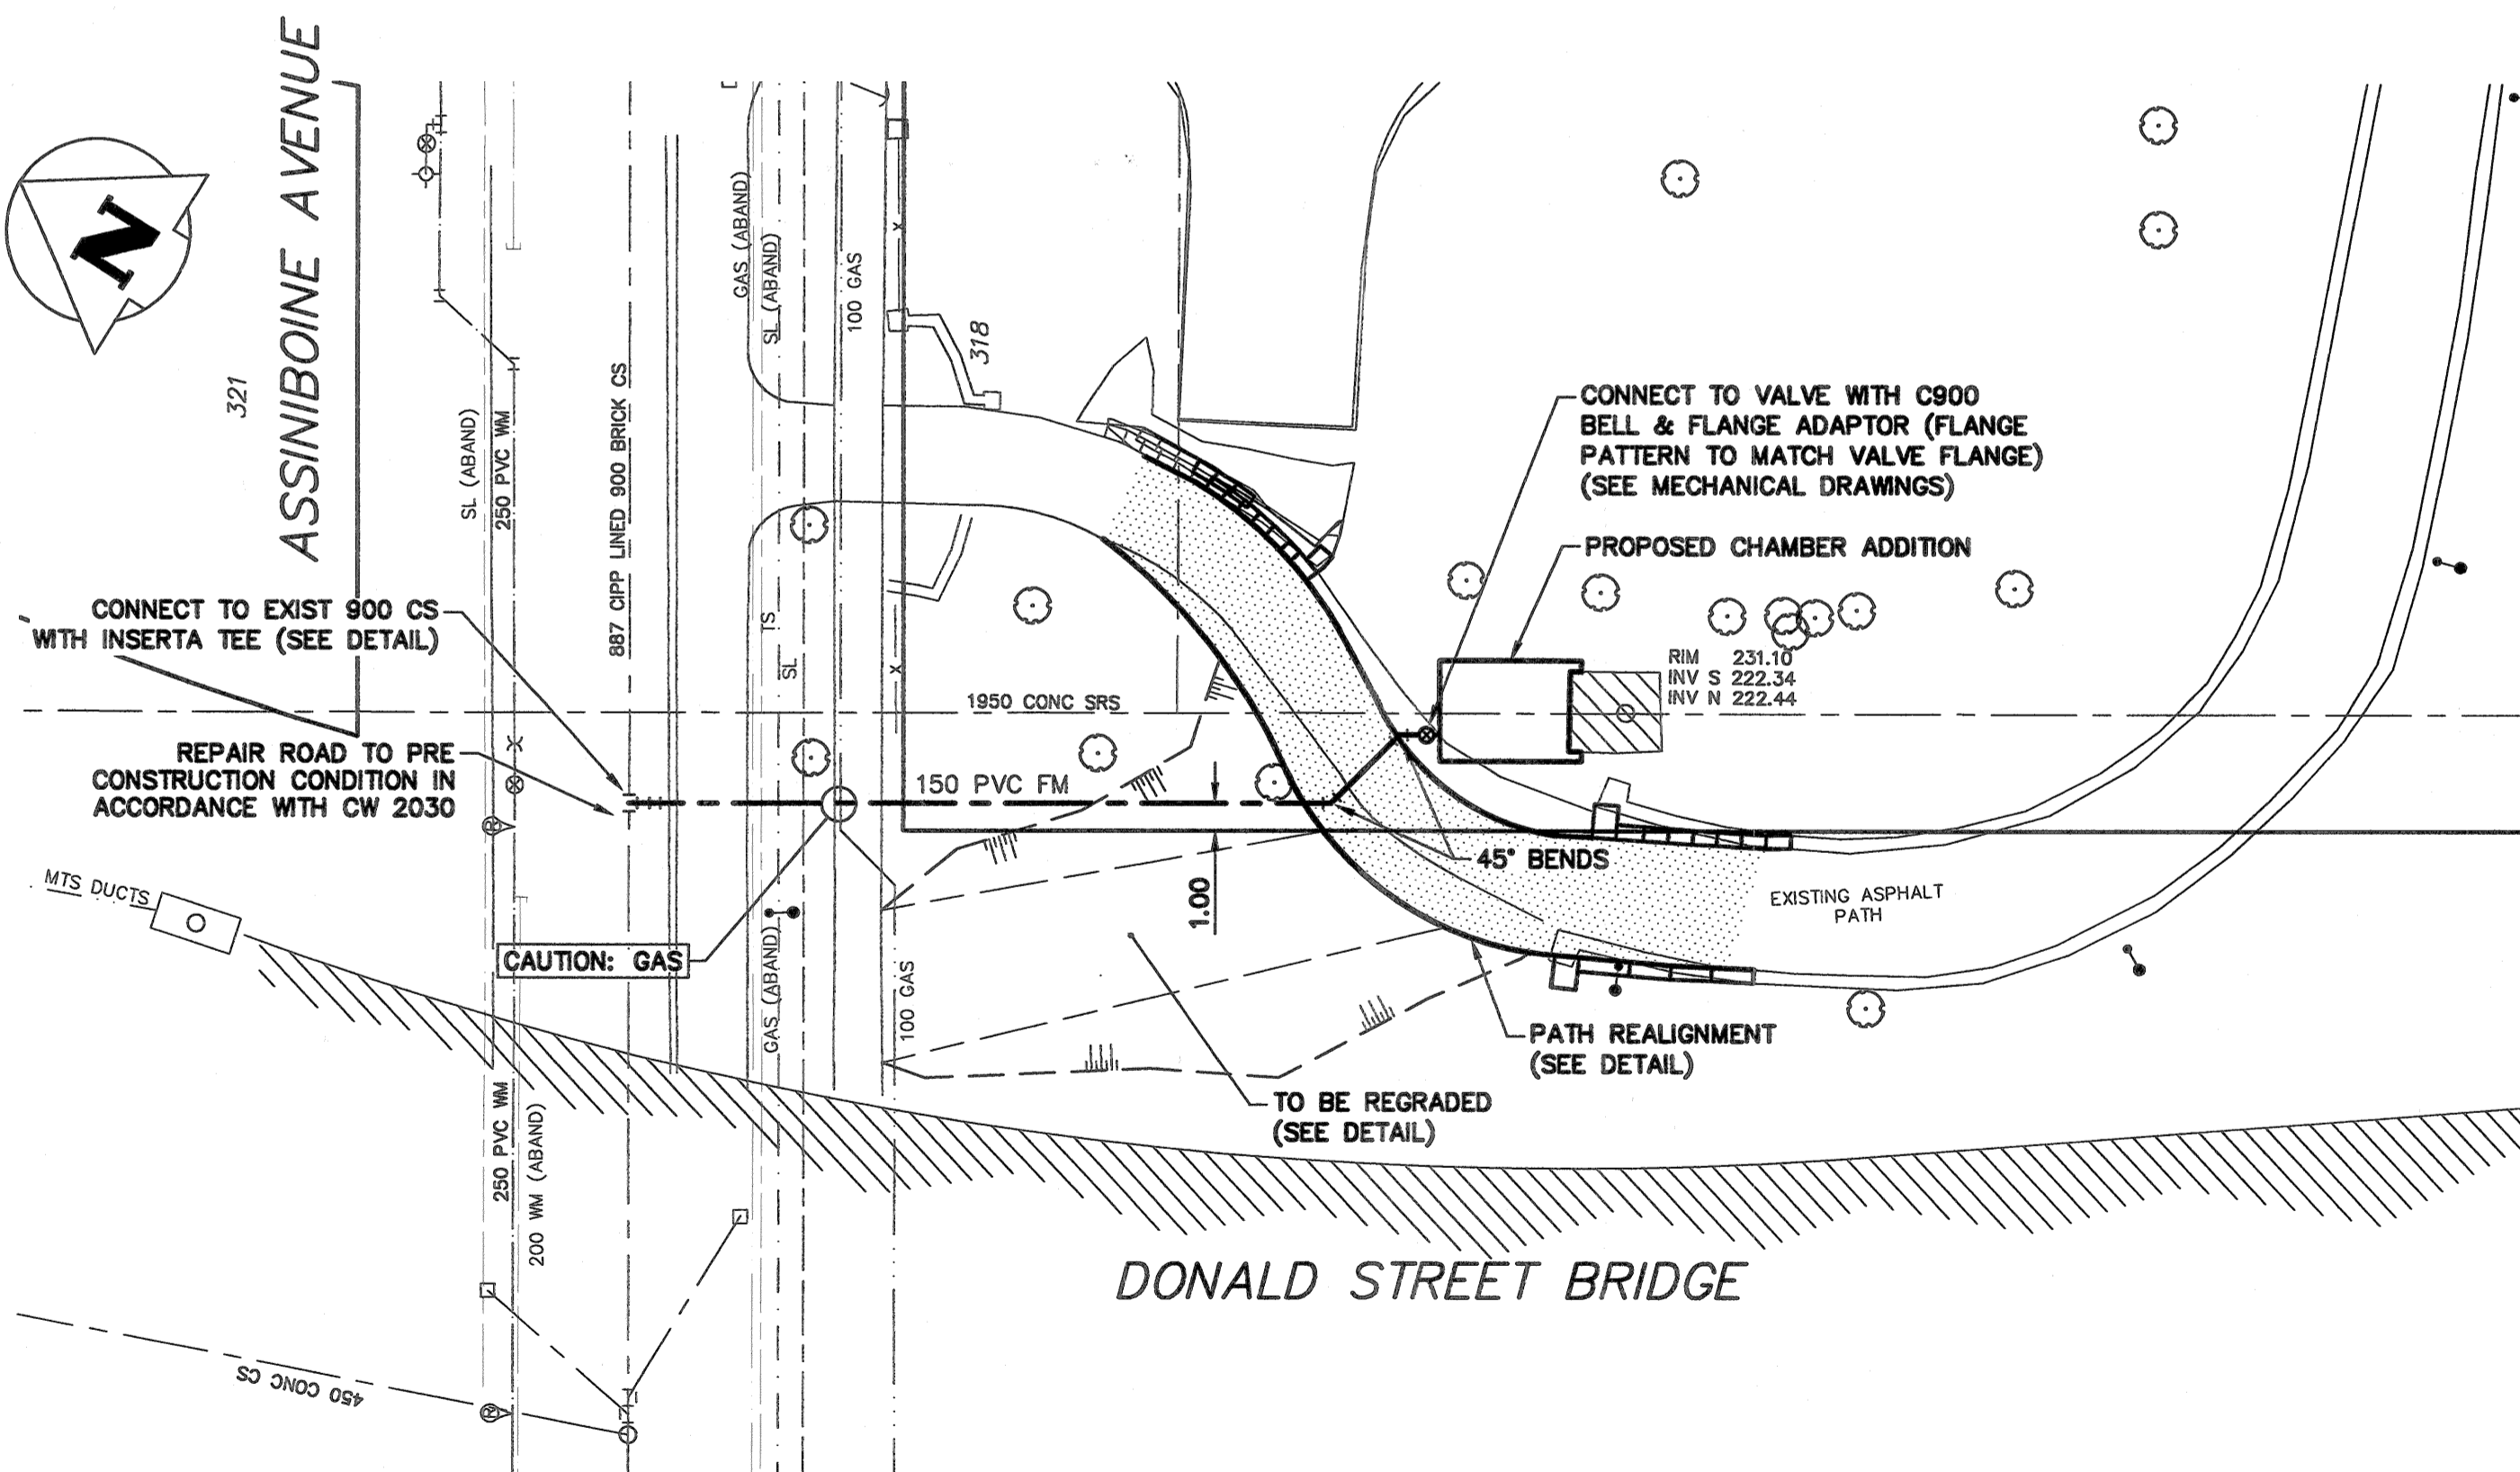 ASSINIBOINE AVENUE
N
321
SL (ABAND)
250 PVC WM
887 CIPP LINED 900 BRICK CS
GAS (ABAND)
SL (ABAND)
100 GAS
318
CONNECT TO VALVE WITH C900
BELL & FLANGE ADAPTOR (FLANGE
PATTERN TO MATCH VALVE FLANGE)
(SEE MECHANICAL DRAWINGS)
PROPOSED CHAMBER ADDITION
CONNECT TO EXIST 900 CS
WITH INSERTA TEE (SEE DETAIL)
TS
SL
RIM 231.10
INV S 222.34
INV N 222.44
1950 CONC SRS
REPAIR ROAD TO PRE
CONSTRUCTION CONDITION IN
ACCORDANCE WITH CW 2030
150 PVC FM
45° BENDS
1.00
MTS DUCTS
EXISTING ASPHALT
PATH
CAUTION: GAS
GAS (ABAND)
100 GAS
PATH REALIGNMENT
(SEE DETAIL)
TO BE REGRADED
(SEE DETAIL)
250 PVC WM
200 WM (ABAND)
DONALD STREET BRIDGE
450 CONC CS
R
R
X
X